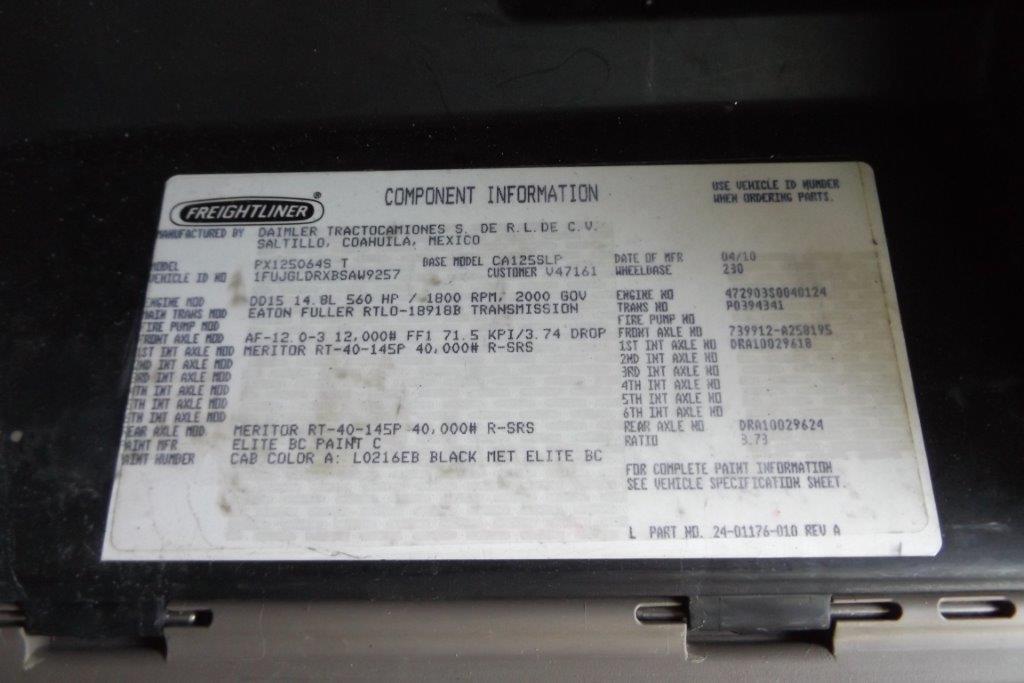 FREIGHTLINER®
COMPONENT INFORMATION
USE VEHICLE ID NUMBER
WHEN ORDERING PARTS.
MANUFACTURED BY DAIMLER TRACTOCAMIONES S. DE R.L.DE C.V.
SALTILLO, COAHUILA, MEXICO
MODEL PX125064S T BASE MODEL CA125SLP DATE OF MFR 04/10
VEHICLE ID NO 1FUJGLDRXBSAW9257 CUSTOMER V47161 WHEELBASE 230
ENGINE MOD DD15 14.8L 560 HP / 1800 RPM, 2000 GOV ENGINE NO 472903S0040124
MAIN TRANS MOD EATON FULLER RTLO-18918B TRANSMISSION TRANS NO P0394341
FIRE PUMP MOD FIRE PUMP NO
FRONT AXLE MOD AF-12.0-3 12,000# FF1 71.5 KPI/3.74 DROP FRONT AXLE NO 739912-A258195
1ST INT AXLE MOD MERITOR RT-40-145P 40,000# R-SRS 1ST INT AXLE NO DRA10029618
2ND INT AXLE MOD 2ND INT AXLE NO
3RD INT AXLE MOD 3RD INT AXLE NO
4TH INT AXLE MOD 4TH INT AXLE NO
5TH INT AXLE MOD 5TH INT AXLE NO
6TH INT AXLE MOD 6TH INT AXLE NO
REAR AXLE MOD MERITOR RT-40-145P 40,000# R-SRS REAR AXLE NO DRA10029624
PAINT MFR ELITE BC PAINT C RATIO 3.73
PAINT NUMBER CAB COLOR A: L0216EB BLACK MET ELITE BC
FOR COMPLETE PAINT INFORMATION
SEE VEHICLE SPECIFICATION SHEET.
L PART NO. 24-01176-010 REV A